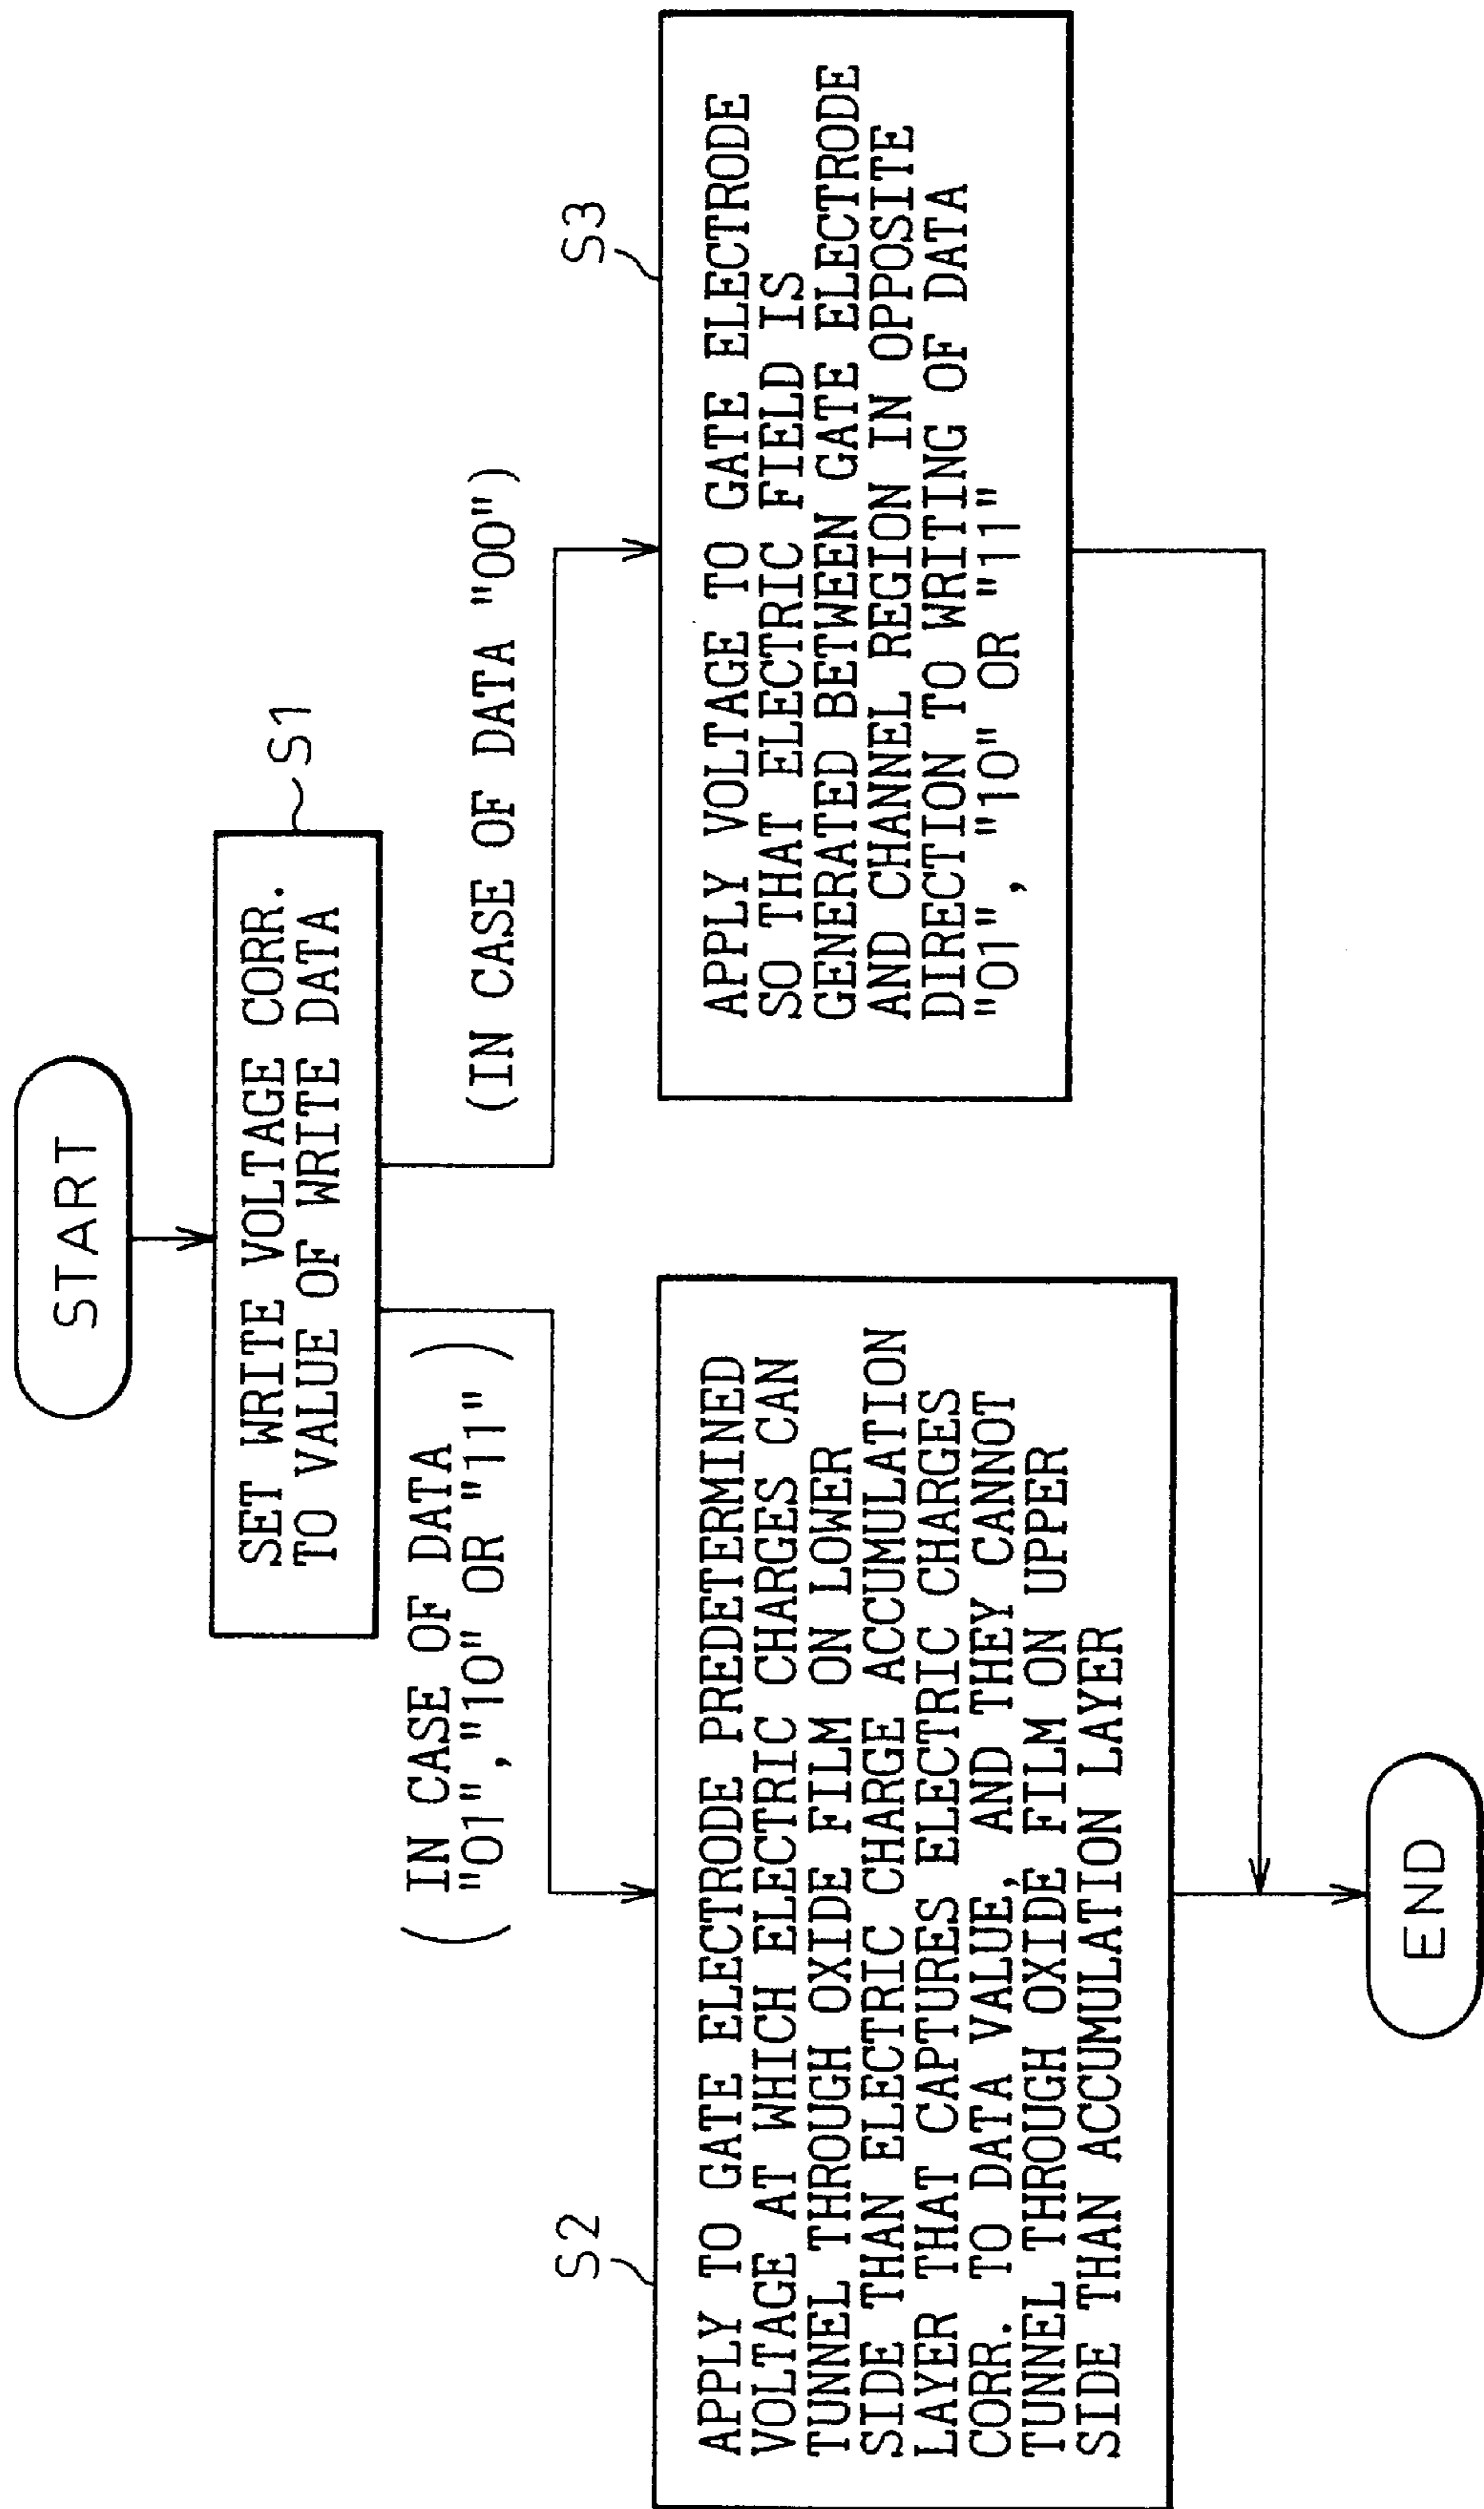 START
SET WRITE VOLTAGE CORR.
TO VALUE OF WRITE DATA
S1
(IN CASE OF DATA
"01","10" OR "11")
(IN CASE OF DATA "00")
S2
APPLY TO GATE ELECTRODE PREDETERMINED
VOLTAGE AT WHICH ELECTRIC CHARGES CAN
TUNNEL THROUGH OXIDE FILM ON LOWER
SIDE THAN ELECTRIC CHARGE ACCUMULATION
LAYER THAT CAPTURES ELECTRIC CHARGES
CORR. TO DATA VALUE, AND THEY CANNOT
TUNNEL THROUGH OXIDE FILM ON UPPER
SIDE THAN ACCUMULATION LAYER
S3
APPLY VOLTAGE TO GATE ELECTRODE
SO THAT ELECTRIC FIELD IS
GENERATED BETWEEN GATE ELECTRODE
AND CHANNEL REGION IN OPPOSITE
DIRECTION TO WRITING OF DATA
"01", "10" OR "11"
END